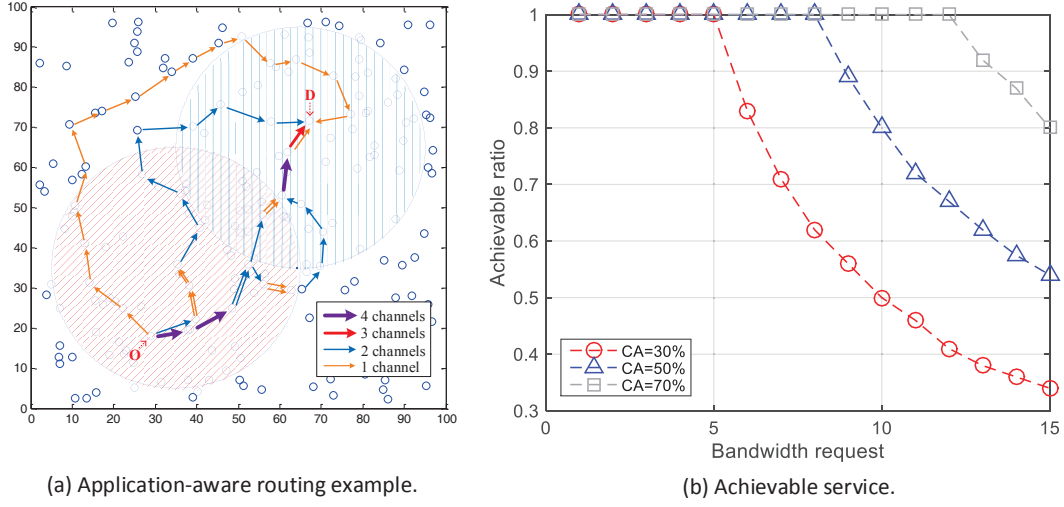 100
90
80
70
60
50
40
30
20
10
0
0 10 20 30 40 50 60 70 80 90 100
D
O
4 channels
3 channels
2 channels
1 channel
(a) Application-aware routing example.
1
0.9
0.8
0.7
0.6
0.5
0.4
0.3
Achievable ratio
CA=30%
CA=50%
CA=70%
0 5 10 15
Bandwidth request
(b) Achievable service.